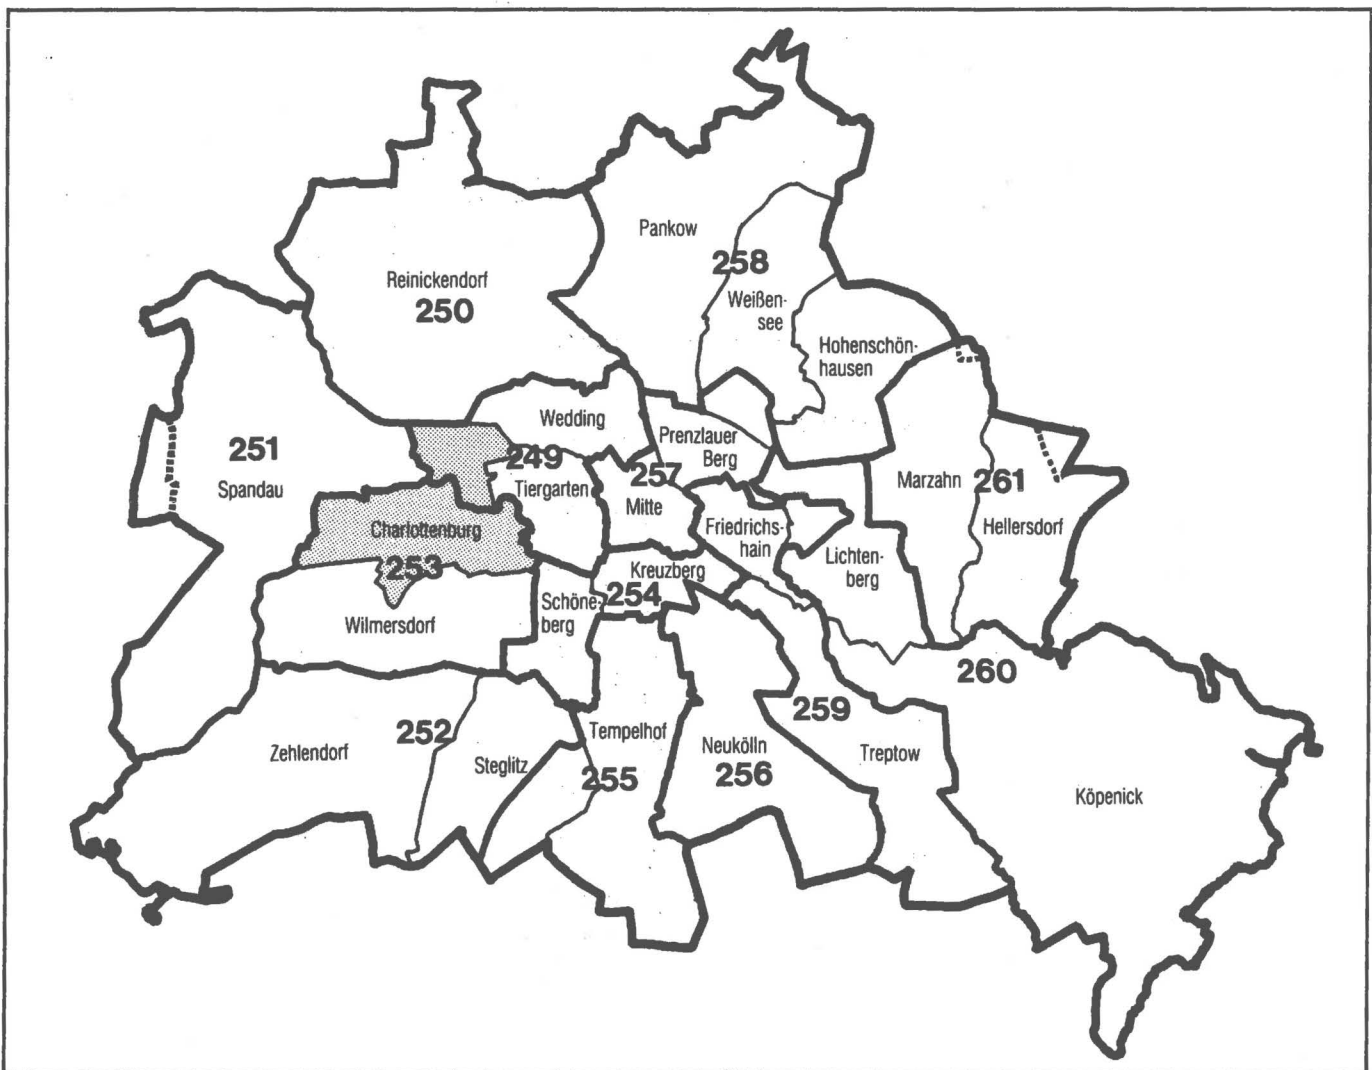 Pankow
258
Weißen-
see
Reinickendorf
250
Hohenschön-
hausen
Wedding
Prenzlauer
Berg
251
Spandau
249
Tiergarten
257
Mitte
Marzahn
261
Hellersdorf
Charlottenburg
253
Friedrichs-
hain
Lichten-
berg
Kreuzberg
254
Schöne-
berg
Wilmersdorf
260
252
Zehlendorf
Steglitz
Tempelhof
255
Neukölln
256
259
Treptow
Köpenick